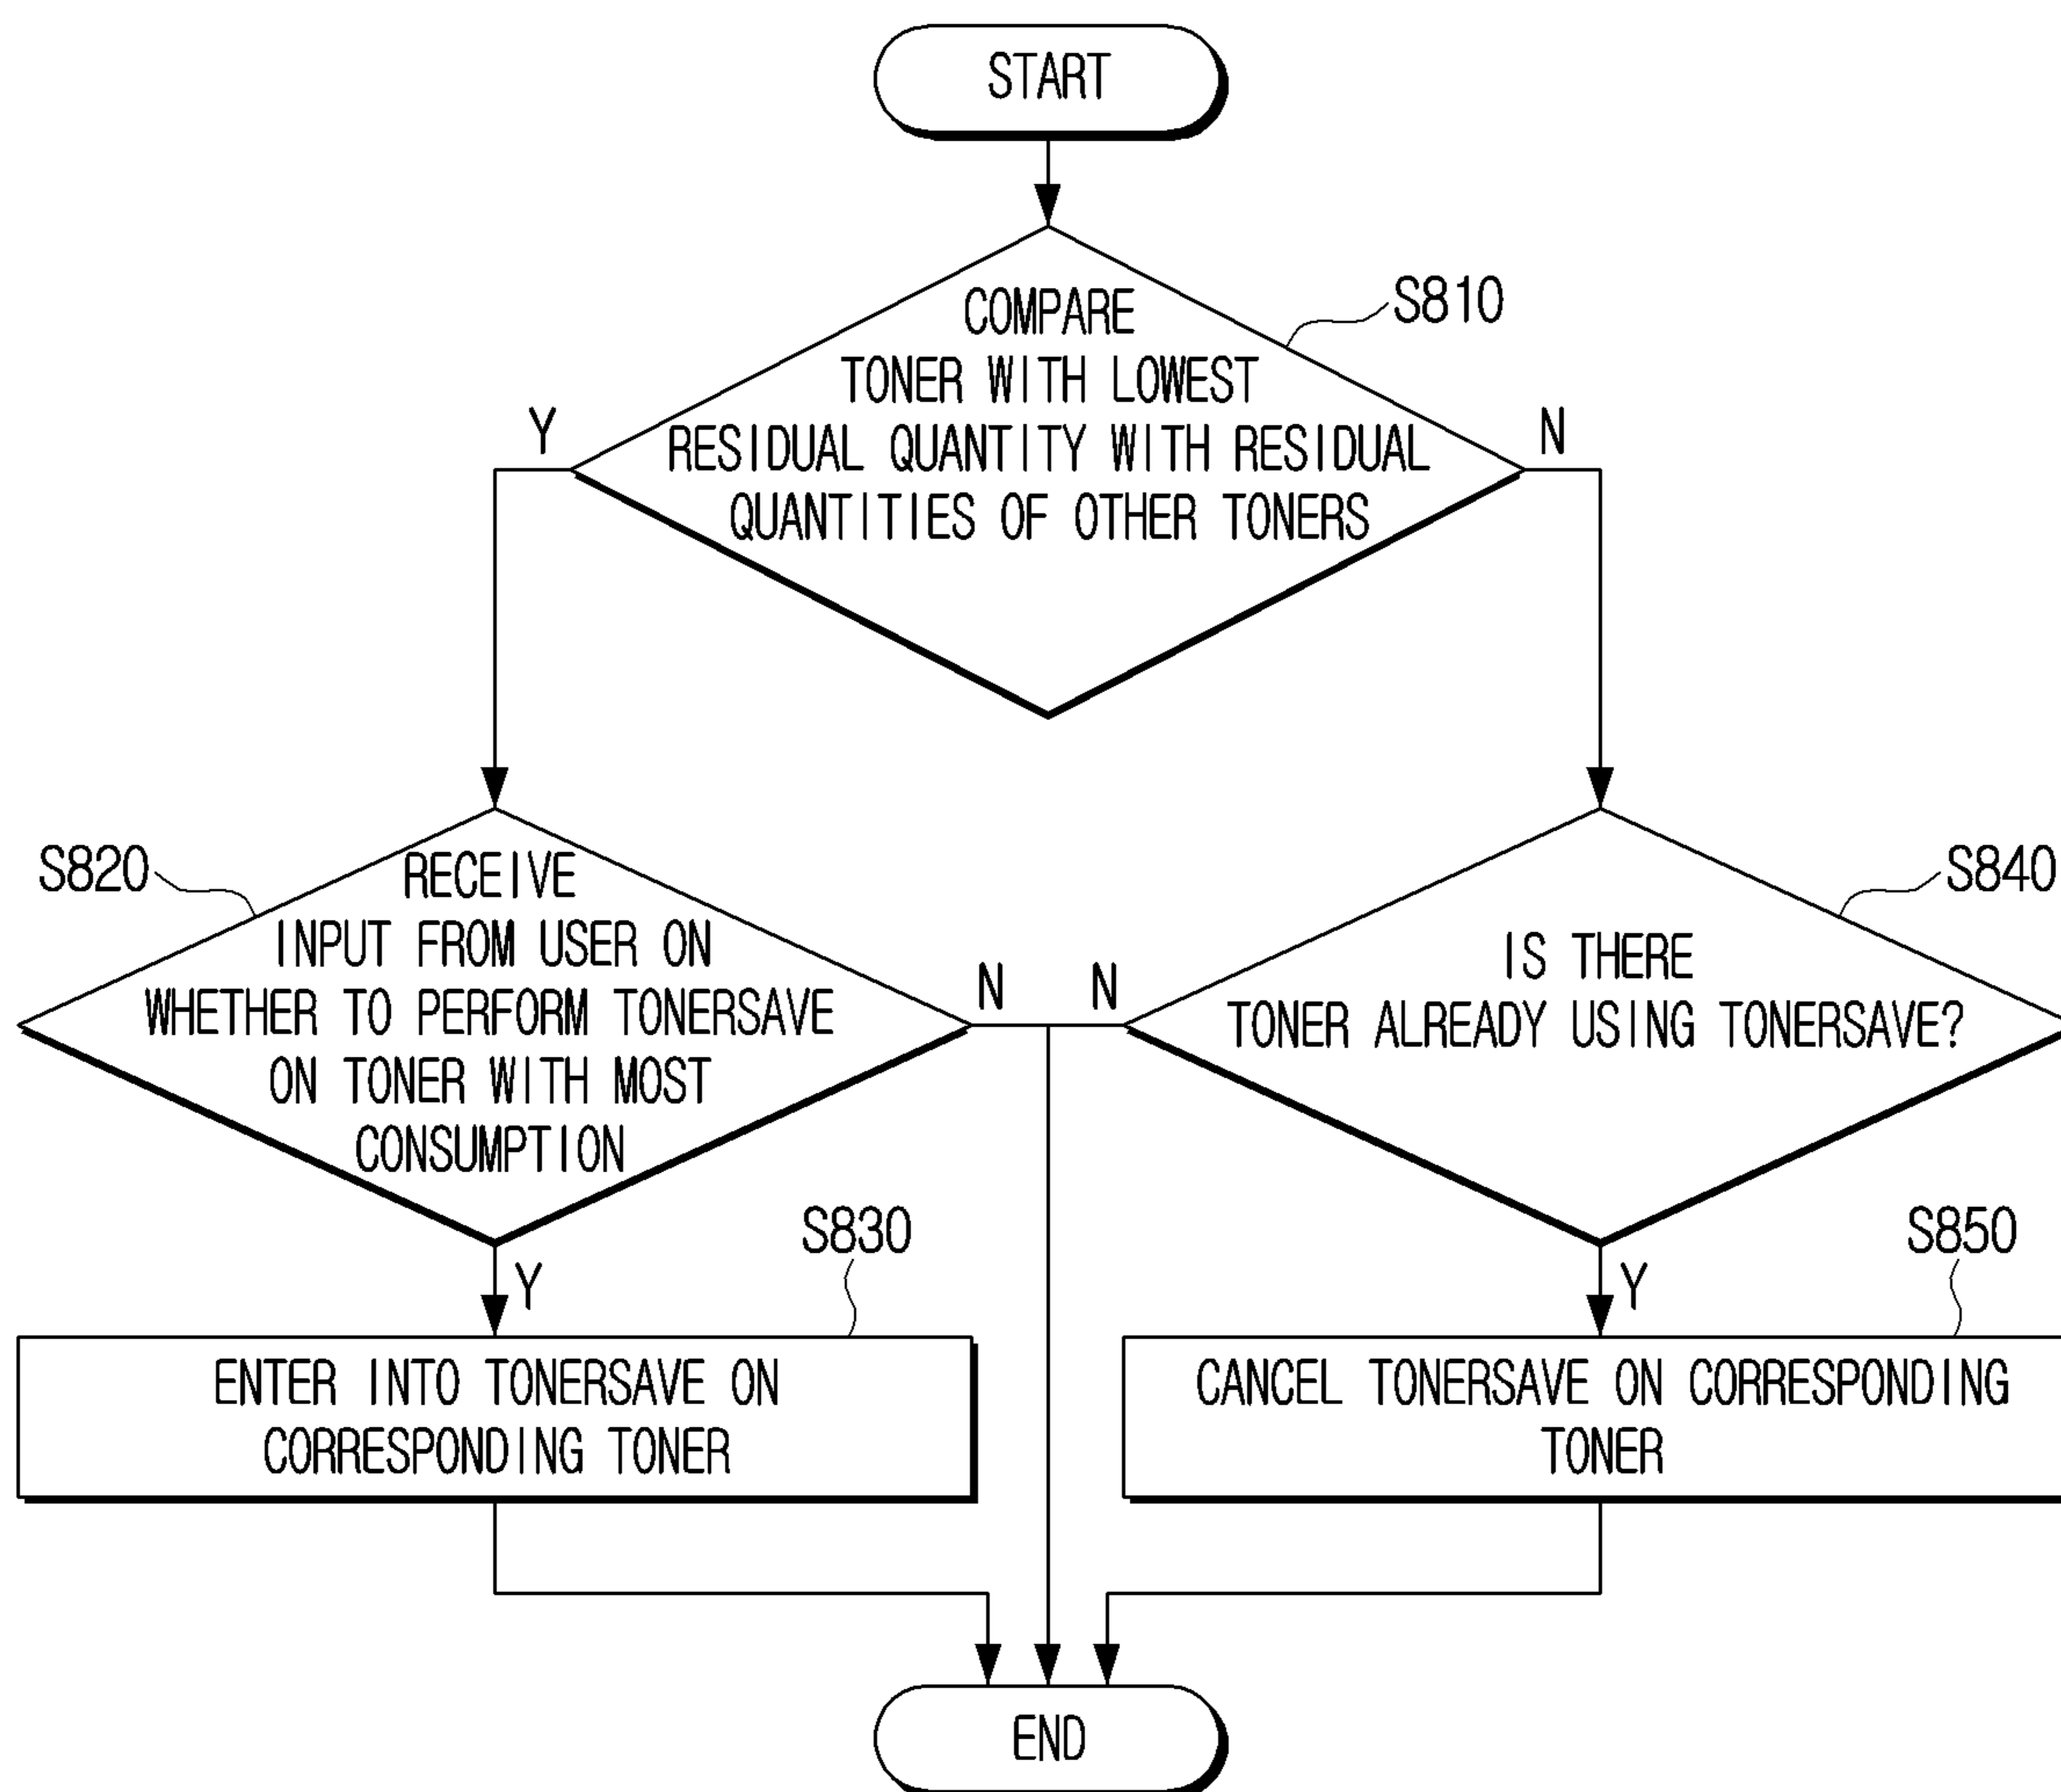 START
COMPARE
TONER WITH LOWEST
RESIDUAL QUANTITY WITH RESIDUAL
QUANTITIES OF OTHER TONERS
S810
Y
N
S820
RECEIVE
INPUT FROM USER ON
WHETHER TO PERFORM TONERSAVE
ON TONER WITH MOST
CONSUMPTION
N
N
S840
IS THERE
TONER ALREADY USING TONERSAVE?
Y
S830
Y
S850
ENTER INTO TONERSAVE ON
CORRESPONDING TONER
CANCEL TONERSAVE ON CORRESPONDING
TONER
END